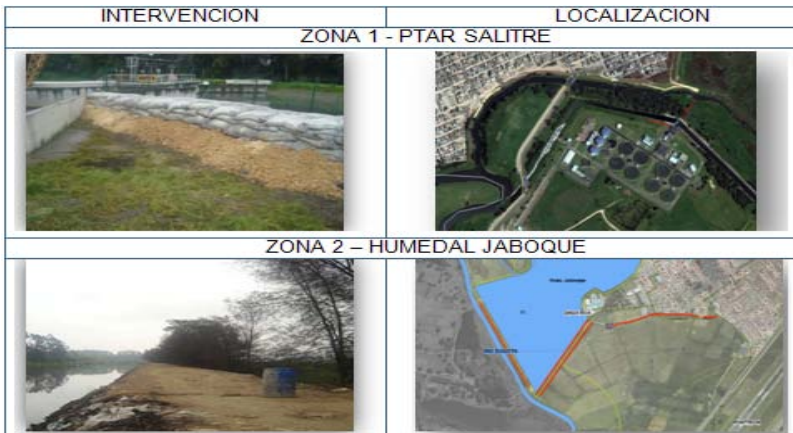 INTERVENCION
LOCALIZACION
ZONA 1 - PTAR SALITRE
ZONA 2 – HUMEDAL JABOQUE